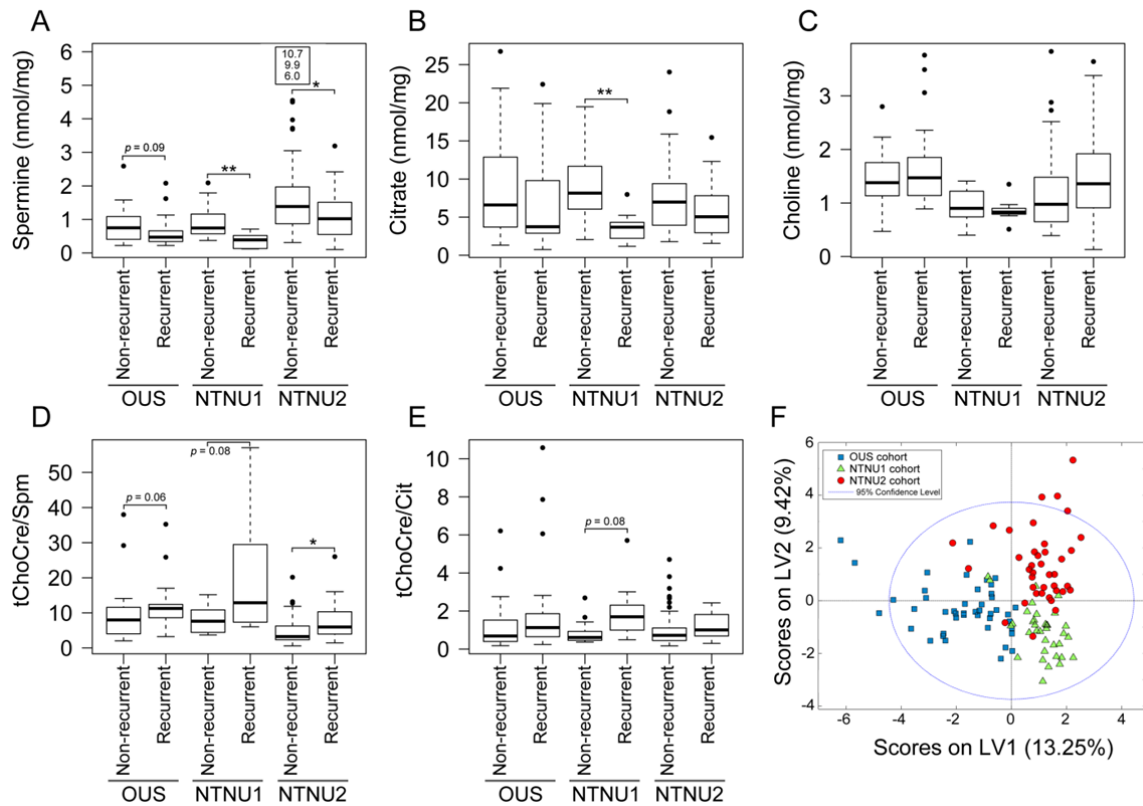 A
Spermine (nmol/mg)
6
5
4
3
2
1
0
10.7
9.9
6.0
p = 0.09
**
*
Non-recurrent
Recurrent
Non-recurrent
Recurrent
Non-recurrent
Recurrent
OUS
NTNU1
NTNU2
B
Citrate (nmol/mg)
25
20
15
10
5
0
**
Non-recurrent
Recurrent
Non-recurrent
Recurrent
Non-recurrent
Recurrent
OUS
NTNU1
NTNU2
C
Choline (nmol/mg)
3
2
1
0
Non-recurrent
Recurrent
Non-recurrent
Recurrent
Non-recurrent
Recurrent
OUS
NTNU1
NTNU2
D
tChoCre/Spm
50
40
30
20
10
0
p = 0.06
p = 0.08
*
Non-recurrent
Recurrent
Non-recurrent
Recurrent
Non-recurrent
Recurrent
OUS
NTNU1
NTNU2
E
tChoCre/Cit
10
8
6
4
2
0
p = 0.08
Non-recurrent
Recurrent
Non-recurrent
Recurrent
Non-recurrent
Recurrent
OUS
NTNU1
NTNU2
F
Scores on LV2 (9.42%)
6
4
2
0
-2
-4
OUS cohort
NTNU1 cohort
NTNU2 cohort
95% Confidence Level
-6
-4
-2
0
2
4
Scores on LV1 (13.25%)